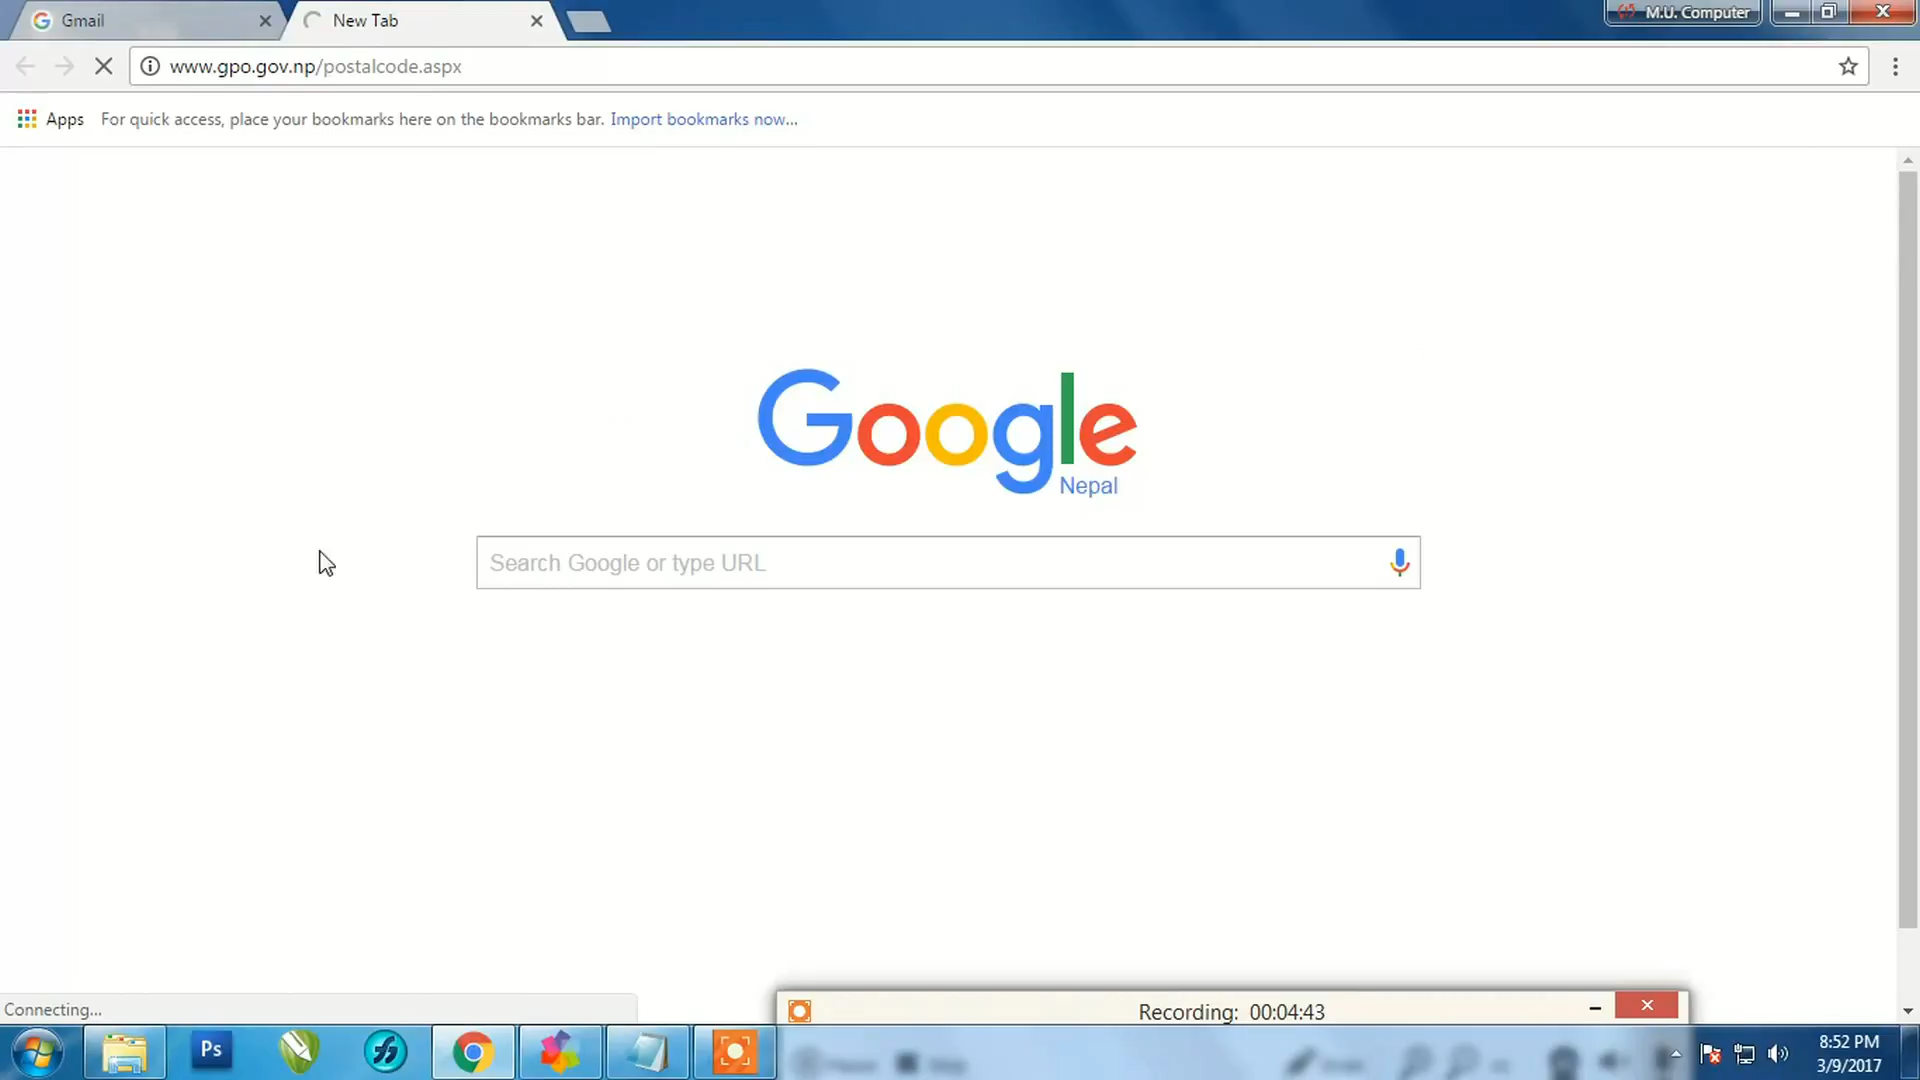 Gmail
New Tab
M.U. Computer
www.gpo.gov.np/postalcode.aspx
Apps
For quick access, place your bookmarks here on the bookmarks bar. Import bookmarks now...
Google
Nepal
Search Google or type URL
Connecting...
Recording: 00:04:43
Ps
8:52 PM
3/9/2017